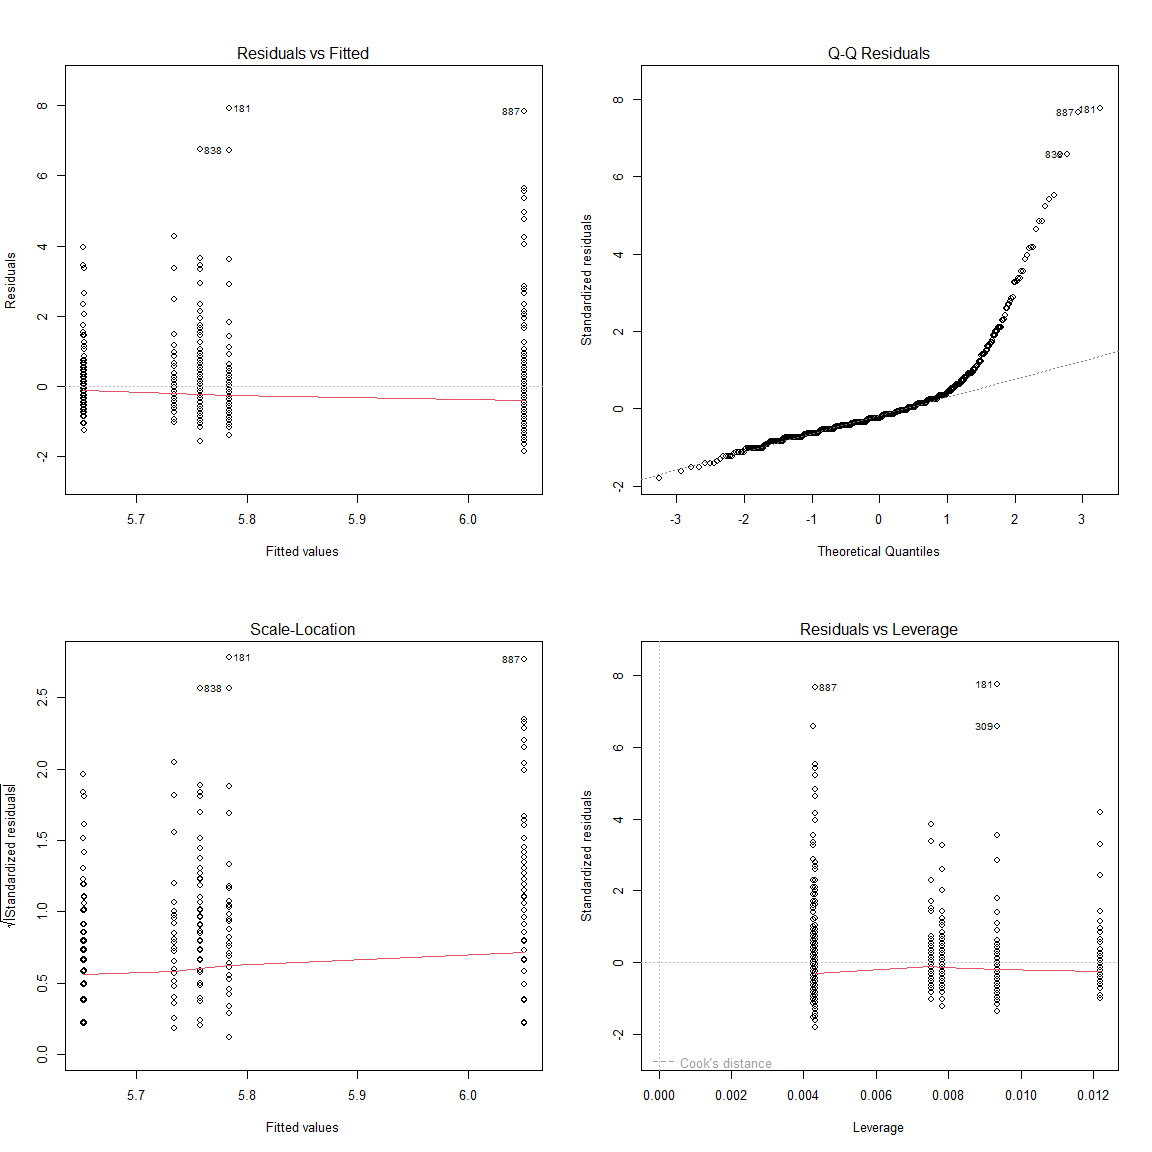 Residuals vs Fitted
Residuals
-2 0 2 4 6 8
181
887
838
5.7 5.8 5.9 6.0
Fitted values
Q-Q Residuals
Standardized residuals
-2 0 2 4 6 8
887
181
-3 -2 -1 0 1 2 3
Theoretical Quantiles
Scale-Location
√|Standardized residuals|
0.0 0.5 1.0 1.5 2.0 2.5
181
887
838
5.7 5.8 5.9 6.0
Fitted values
Residuals vs Leverage
Standardized residuals
-2 0 2 4 6 8
887
181
309
Cook's distance
0.000 0.002 0.004 0.006 0.008 0.010 0.012
Leverage